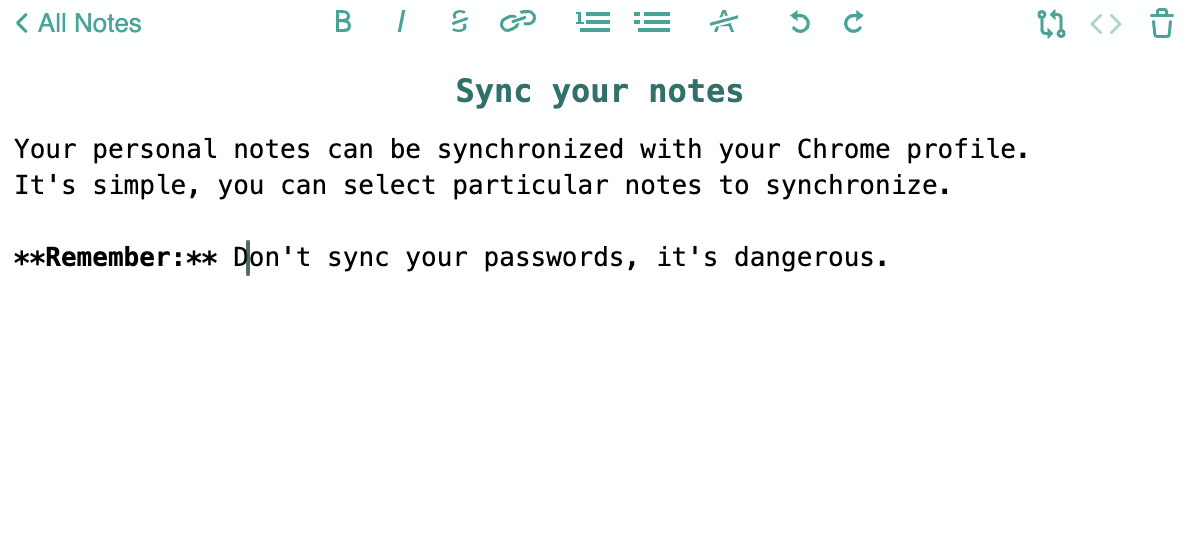 All Notes
B I S
Sync your notes
Your personal notes can be synchronized with your Chrome profile.
It's simple, you can select particular notes to synchronize.
**Remember:** Don't sync your passwords, it's dangerous.